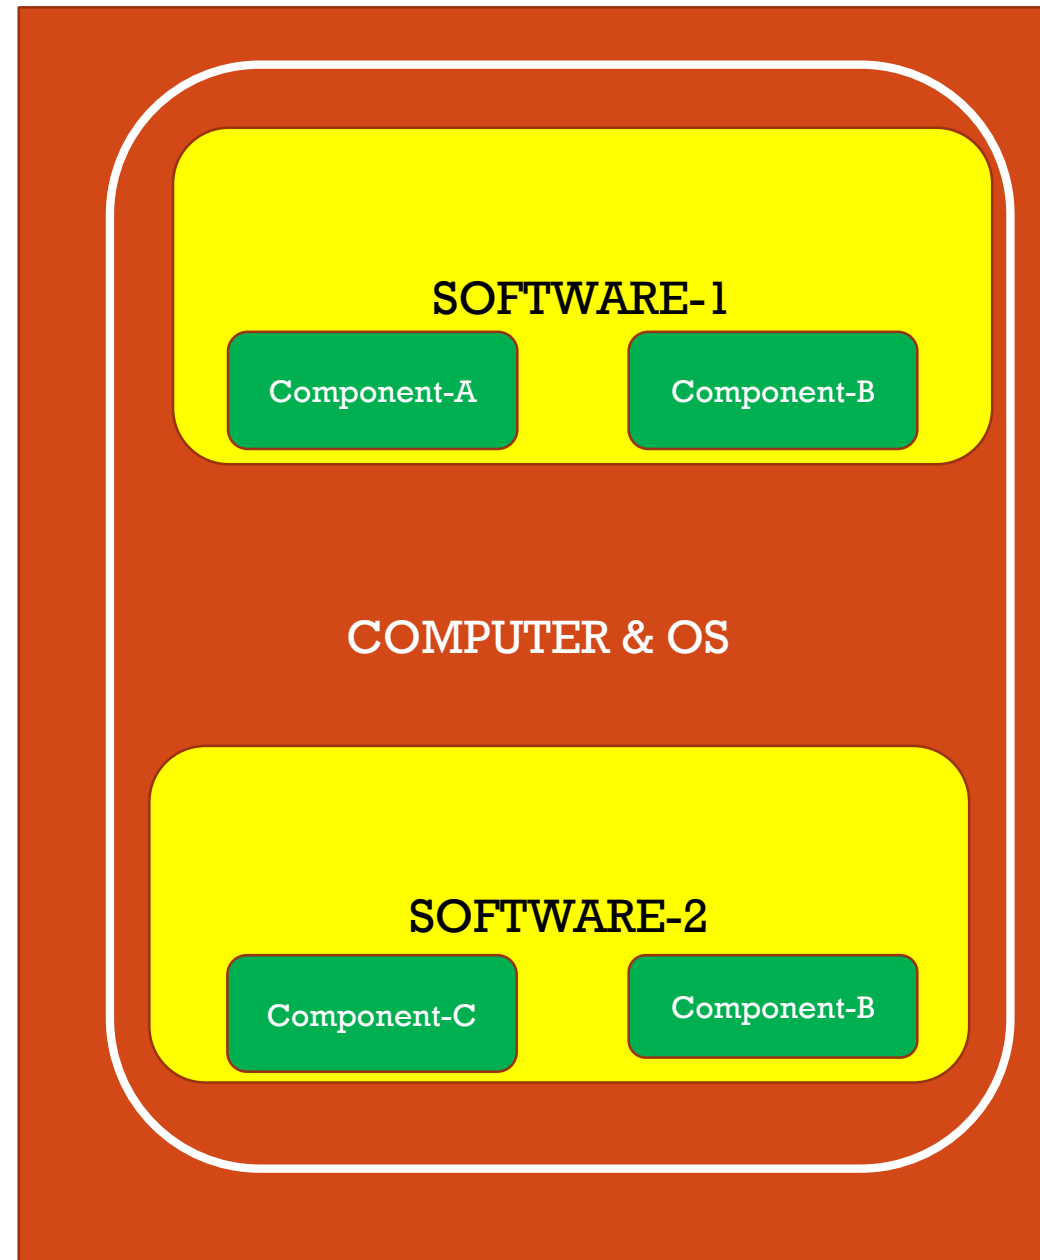 SOFTWARE-1
Component-A
Component-B
COMPUTER & OS
SOFTWARE-2
Component-C
Component-B